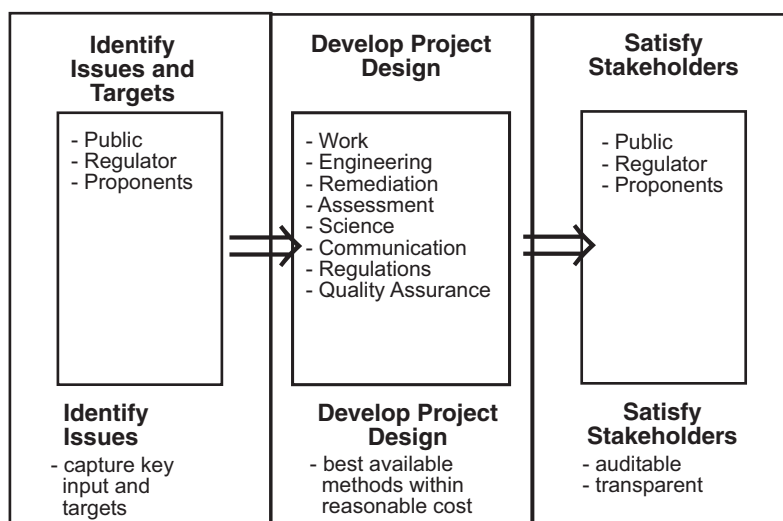 Identify
Issues and
Targets
- Public
- Regulator
- Proponents
Identify
Issues
- capture key
input and
targets
Develop Project
Design
- Work
- Engineering
- Remediation
- Assessment
- Science
- Communication
- Regulations
- Quality Assurance
Develop Project
Design
- best available
methods within
reasonable cost
Satisfy
Stakeholders
- Public
- Regulator
- Proponents
Satisfy
Stakeholders
- auditable
- transparent